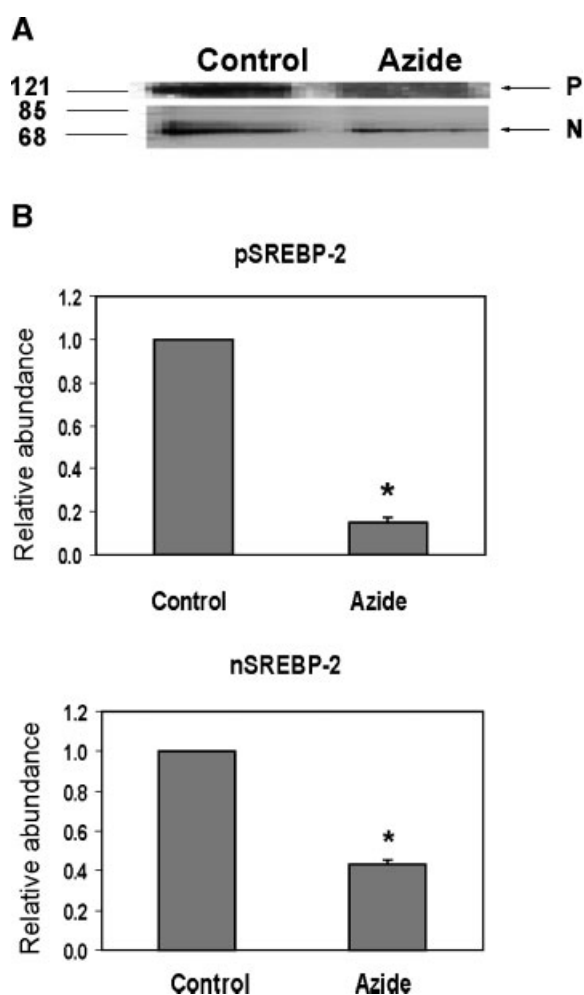 A
Control Azide
121 P
85
68 N
B
pSREBP-2
1.2
1.0
0.8
0.6
0.4
0.2
0.0
Relative abundance
*
Control Azide
nSREBP-2
1.2
1.0
0.8
0.6
0.4
0.2
0.0
Relative abundance
*
Control Azide